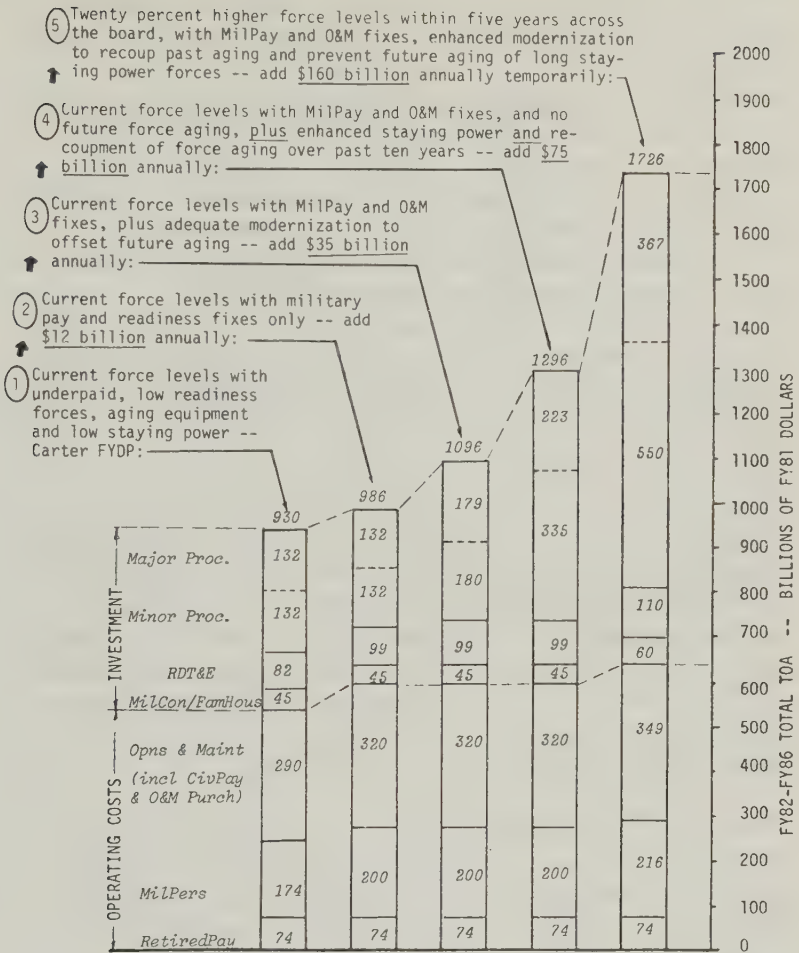 ⑤ Twenty percent higher force levels within five years across
the board, with MilPay and O&M fixes, enhanced modernization
to recoup past aging and prevent future aging of long stay-
ing power forces -- add $160 billion annually temporarily:
④ Current force levels with MilPay and O&M fixes, and no
future force aging, plus enhanced staying power and re-
coupment of force aging over past ten years -- add $75
billion annually:
③ Current force levels with MilPay and O&M
fixes, plus adequate modernization to
offset future aging -- add $35 billion
annually:
② Current force levels with military
pay and readiness fixes only -- add
$12 billion annually:
① Current force levels with
underpaid, low readiness
forces, aging equipment
and low staying power --
Carter FYDP:
930
986
1096
1296
1726
INVESTMENT
Major Proc.
132
132
179
223
367
Minor Proc.
132
132
180
335
550
RDT&E
82
99
99
99
110
MilCon/FamHous
45
45
45
45
60
OPERATING COSTS
Opns & Maint
(incl CivPay
& O&M Purch)
290
320
320
320
349
MilPers
174
200
200
200
216
RetiredPay
74
74
74
74
74
2000
1900
1800
1700
1600
1500
1400
1300
1200
1100
1000
900
800
700
600
500
400
300
200
100
0
FY82-FY86 TOTAL TOA -- BILLIONS OF FY81 DOLLARS